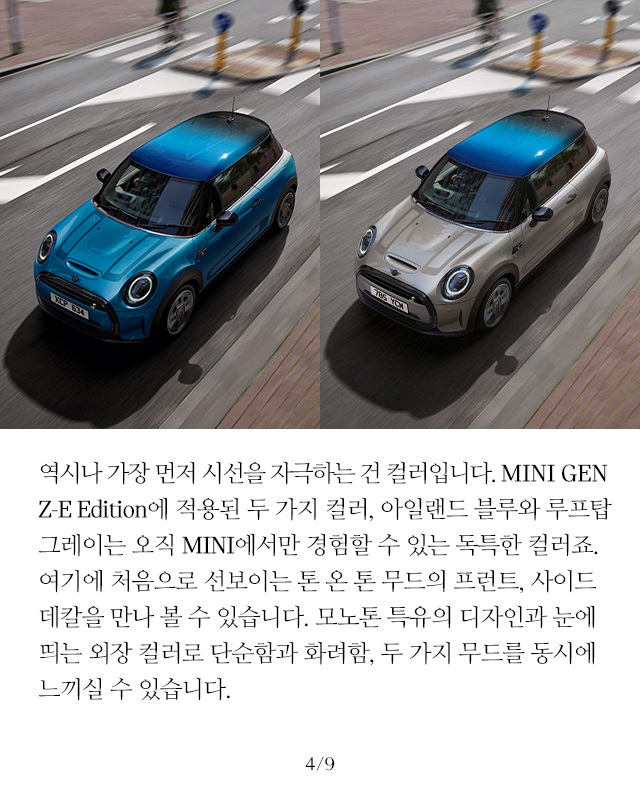 XCP 634
786 YCM
역시나 가장 먼저 시선을 자극하는 건 컬러입니다. MINI GEN
Z-E Edition에 적용된 두 가지 컬러, 아일랜드 블루와 루프탑
그레이는 오직 MINI에서만 경험할 수 있는 독특한 컬러죠.
여기에 처음으로 선보이는 톤 온 톤 무드의 프런트, 사이드
데칼을 만나 볼 수 있습니다. 모노톤 특유의 디자인과 눈에
띄는 외장 컬러로 단순함과 화려함, 두 가지 무드를 동시에
느끼실 수 있습니다.
4/9